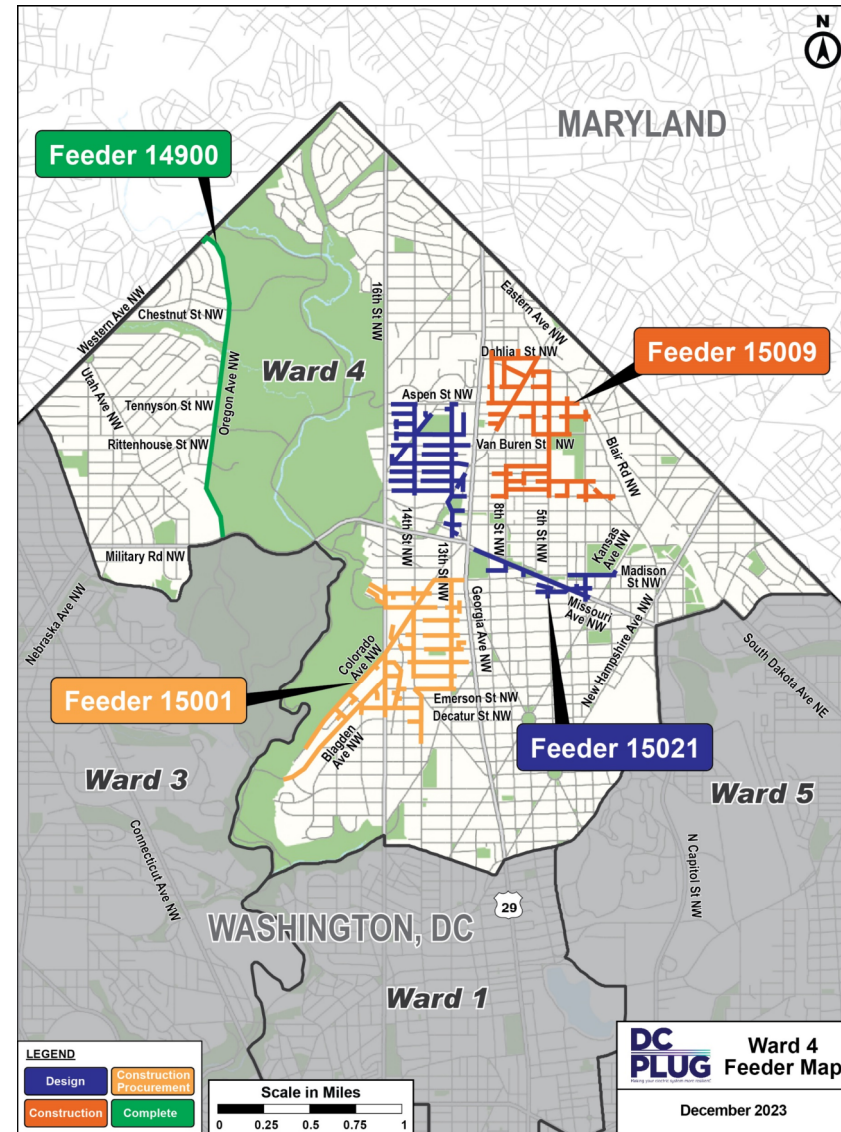 N
MARYLAND
Feeder 14900
16th St NW
Eastern Ave NW
Western Ave NW
Chestnut St NW
Dahlia St NW
Feeder 15009
Ward 4
Utah Ave NW
Oregon Ave NW
Aspen St NW
Tennyson St NW
Rittenhouse St NW
Van Buren St NW
Blair Rd NW
14th St NW
13th St NW
8th St NW
5th St NW
Kansas
Ave NW
Military Rd NW
Madison
St NW
Missouri
Ave NW
Nebraska Ave NW
Georgia Ave NW
New Hampshire Ave NW
South Dakota Ave NE
Colorado
Ave NW
Feeder 15001
Emerson St NW
Decatur St NW
Blagden
Ave NW
Feeder 15021
Ward 3
Ward 5
Connecticut Ave NW
N Capitol St NW
29
WASHINGTON, DC
Ward 1
LEGEND
Design
Construction
Procurement
Construction
Complete
Scale in Miles
0 0.25 0.5 0.75 1
DC
PLUG
Making your electric system more resilient!
Ward 4
Feeder Map
December 2023